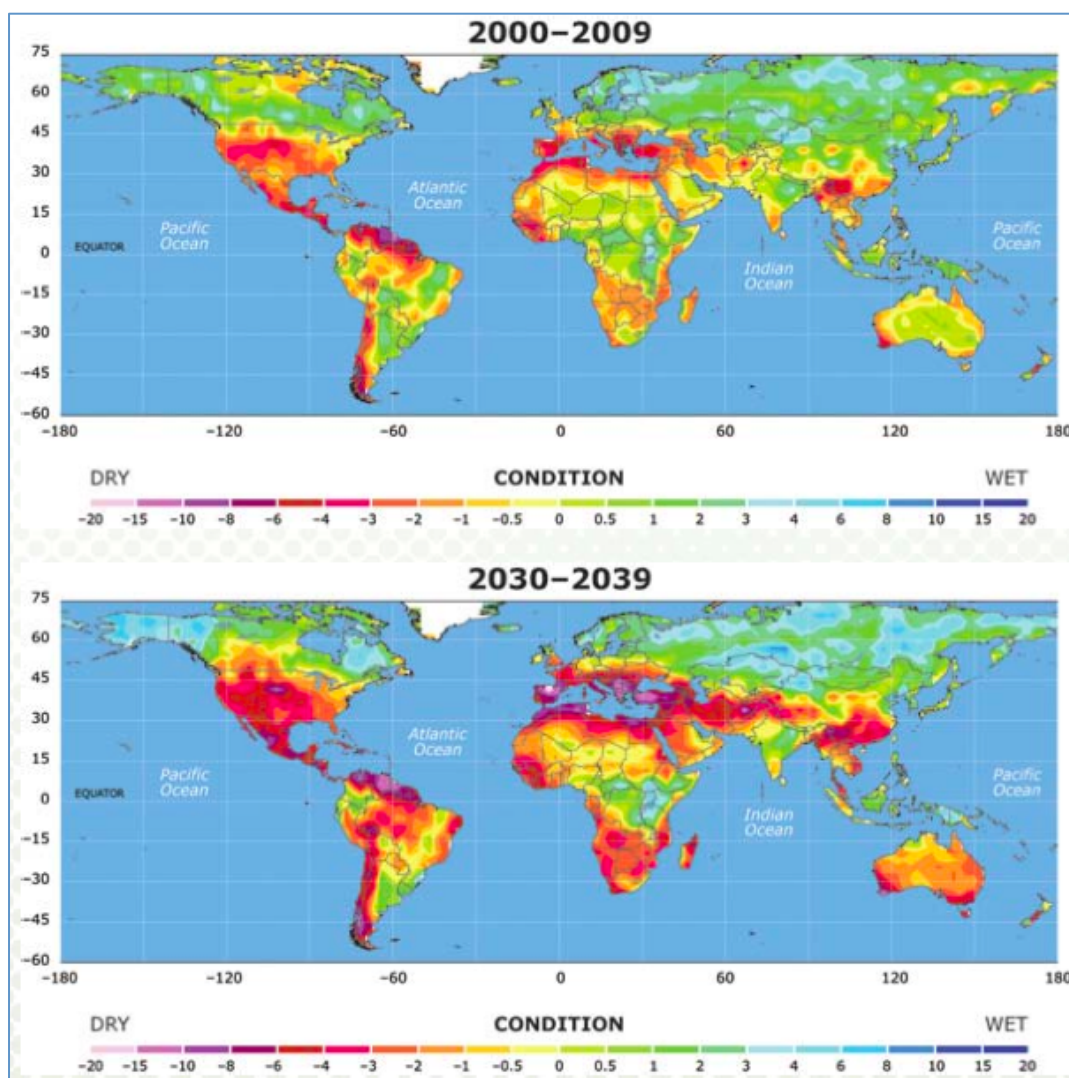 2000–2009
75
60
45
30
15
0
–15
–30
–45
–60
Atlantic
Ocean
Pacific
Ocean
Pacific
Ocean
EQUATOR
Indian
Ocean
–180 –120 –60 0 60 120 180
DRY CONDITION WET
–20 –15 –10 –8 –6 –4 –3 –2 –1 –0.5 0 0.5 1 2 3 4 6 8 10 15 20
2030–2039
75
60
45
30
15
0
–15
–30
–45
–60
Atlantic
Ocean
Pacific
Ocean
Pacific
Ocean
EQUATOR
Indian
Ocean
–180 –120 –60 0 60 120 180
DRY CONDITION WET
–20 –15 –10 –8 –6 –4 –3 –2 –1 –0.5 0 0.5 1 2 3 4 6 8 10 15 20